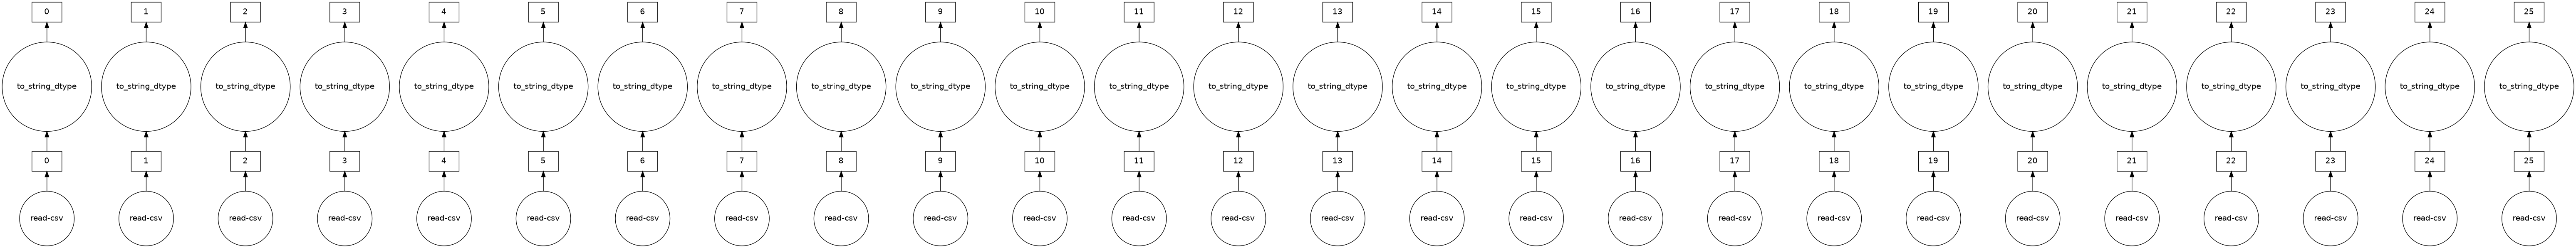 0 1 2 3 4 5 6 7 8 9 10 11 12 13 14 15 16 17 18 19 20 21 22 23 24 25
to_string_dtype to_string_dtype to_string_dtype to_string_dtype to_string_dtype to_string_dtype to_string_dtype to_string_dtype to_string_dtype to_string_dtype to_string_dtype to_string_dtype to_string_dtype to_string_dtype to_string_dtype to_string_dtype to_string_dtype to_string_dtype to_string_dtype to_string_dtype to_string_dtype to_string_dtype to_string_dtype to_string_dtype to_string_dtype to_string_dtype
0 1 2 3 4 5 6 7 8 9 10 11 12 13 14 15 16 17 18 19 20 21 22 23 24 25
read-csv read-csv read-csv read-csv read-csv read-csv read-csv read-csv read-csv read-csv read-csv read-csv read-csv read-csv read-csv read-csv read-csv read-csv read-csv read-csv read-csv read-csv read-csv read-csv read-csv read-csv